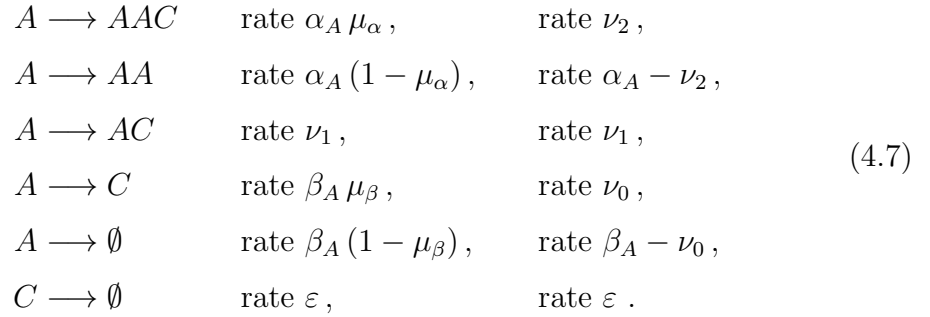 A ⟶ AAC rate α_A μ_α , rate ν_2 ,
A ⟶ AA rate α_A (1 − μ_α) , rate α_A − ν_2 ,
A ⟶ AC rate ν_1 , rate ν_1 ,
(4.7)
A ⟶ C rate β_A μ_β , rate ν_0 ,
A ⟶ ∅ rate β_A (1 − μ_β) , rate β_A − ν_0 ,
C ⟶ ∅ rate ε , rate ε .